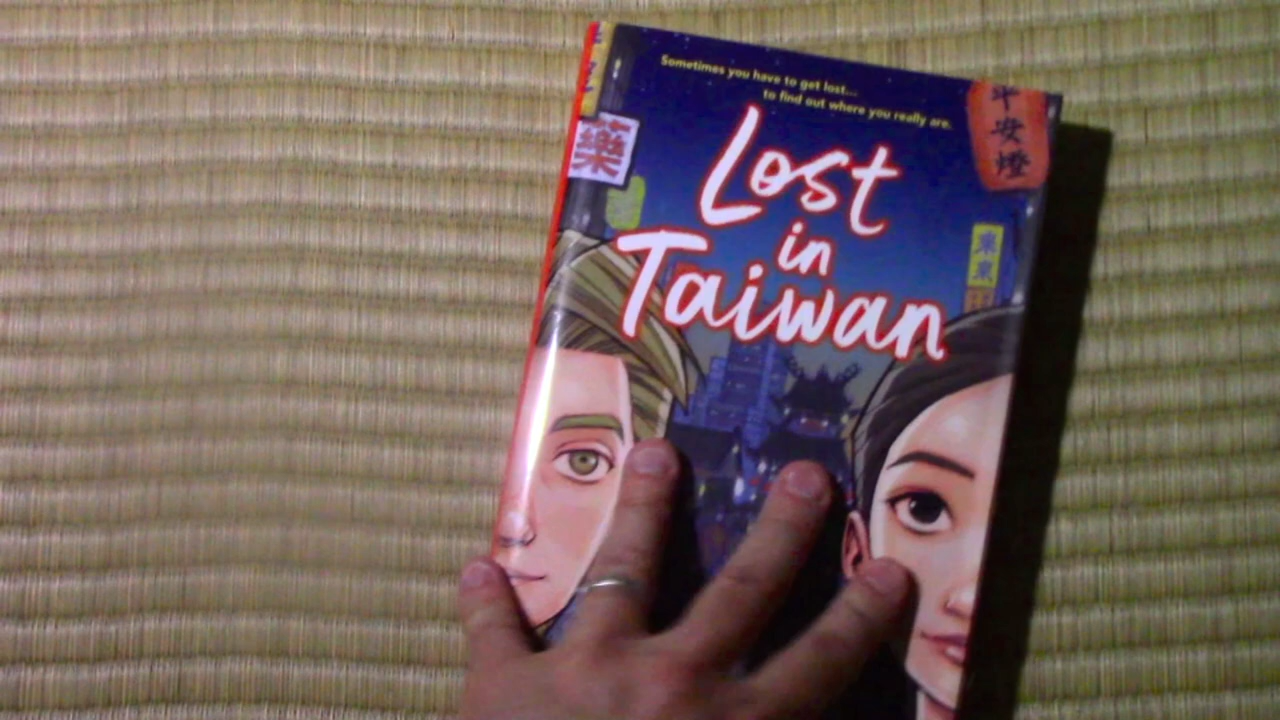 Sometimes you have to get lost...
to find out where you really are.
Lost
in
Taiwan
平安燈
藥